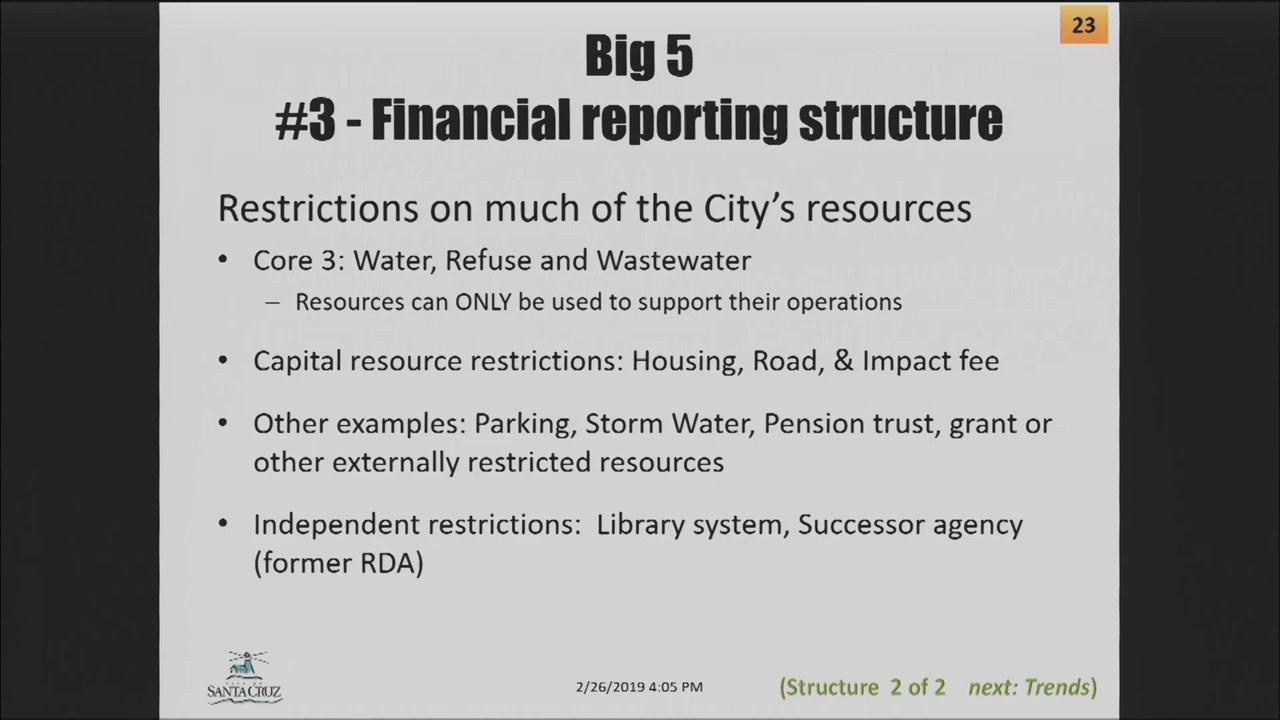 23
Big 5
#3 - Financial reporting structure
Restrictions on much of the City's resources
• Core 3: Water, Refuse and Wastewater
– Resources can ONLY be used to support their operations
• Capital resource restrictions: Housing, Road, & Impact fee
• Other examples: Parking, Storm Water, Pension trust, grant or
other externally restricted resources
• Independent restrictions:  Library system, Successor agency
(former RDA)
SANTA CRUZ
2/26/2019 4:05 PM
(Structure 2 of 2 next: Trends)